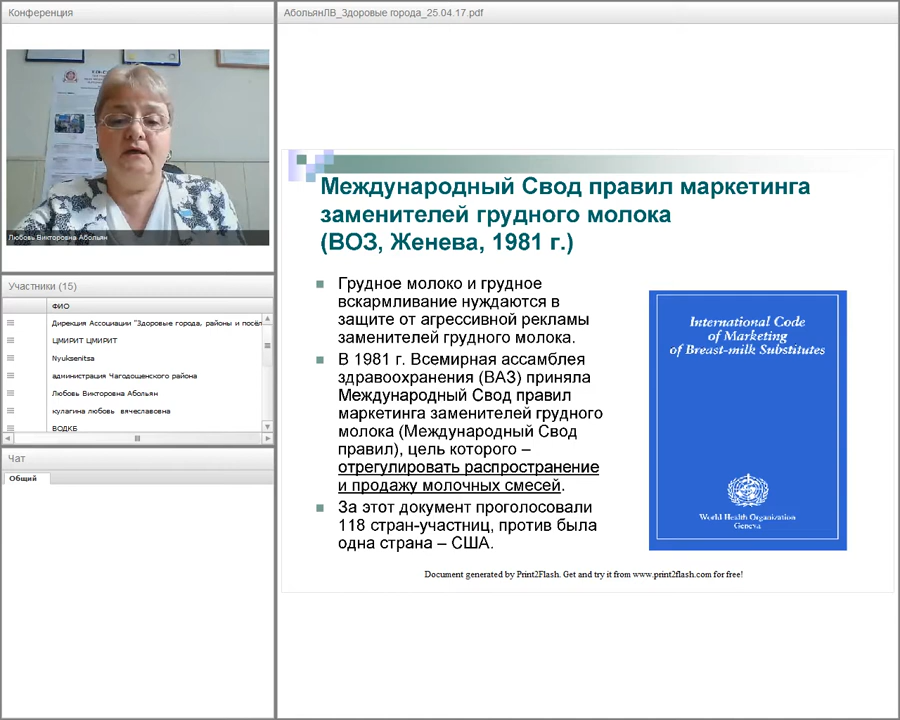 Конференция
Любовь Викторовна Абольян
Участники (15)
ФИО
Дирекция Ассоциации "Здоровые города, районы и посёл
ЦМИРИТ ЦМИРИТ
Nyuksenitsa
администрация Чагодощенского района
Любовь Викторовна Абольян
кулагина любовь вячеславовна
ВОДКБ
Чат
Общий
АбольянЛВ_Здоровые города_25.04.17.pdf
Международный Свод правил маркетинга
заменителей грудного молока
(ВОЗ, Женева, 1981 г.)
Грудное молоко и грудное
вскармливание нуждаются в
защите от агрессивной рекламы
заменителей грудного молока.
В 1981 г. Всемирная ассамблея
здравоохранения (ВАЗ) приняла
Международный Свод правил
маркетинга заменителей грудного
молока (Международный Свод
правил), цель которого –
отрегулировать распространение
и продажу молочных смесей.
За этот документ проголосовали
118 стран-участниц, против была
одна страна – США.
International Code
of Marketing
of Breast-milk Substitutes
World Health Organization
Geneva
Document generated by Print2Flash. Get and try it from www.print2flash.com for free!